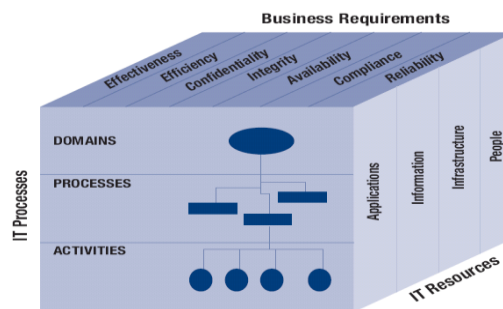 Business Requirements
Effectiveness
Efficiency
Confidentiality
Integrity
Availability
Compliance
Reliability
IT Processes
DOMAINS
PROCESSES
ACTIVITIES
Applications
Information
Infrastructure
People
IT Resources